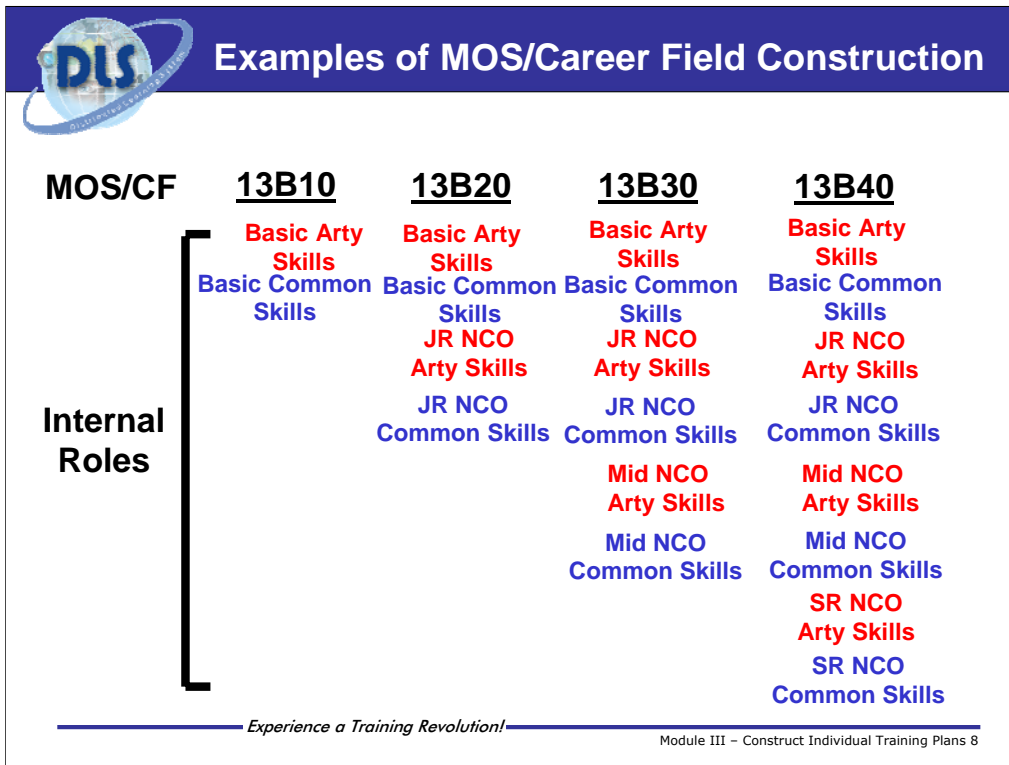 DLS
Distributed Learning System
Examples of MOS/Career Field Construction
MOS/CF
13B10
13B20
13B30
13B40
Internal
Roles
Basic Arty
Skills
Basic Common
Skills
Basic Arty
Skills
Basic Common
Skills
JR NCO
Arty Skills
JR NCO
Common Skills
Basic Arty
Skills
Basic Common
Skills
JR NCO
Arty Skills
JR NCO
Common Skills
Mid NCO
Arty Skills
Mid NCO
Common Skills
Basic Arty
Skills
Basic Common
Skills
JR NCO
Arty Skills
JR NCO
Common Skills
Mid NCO
Arty Skills
Mid NCO
Common Skills
SR NCO
Arty Skills
SR NCO
Common Skills
Experience a Training Revolution!
Module III – Construct Individual Training Plans 8